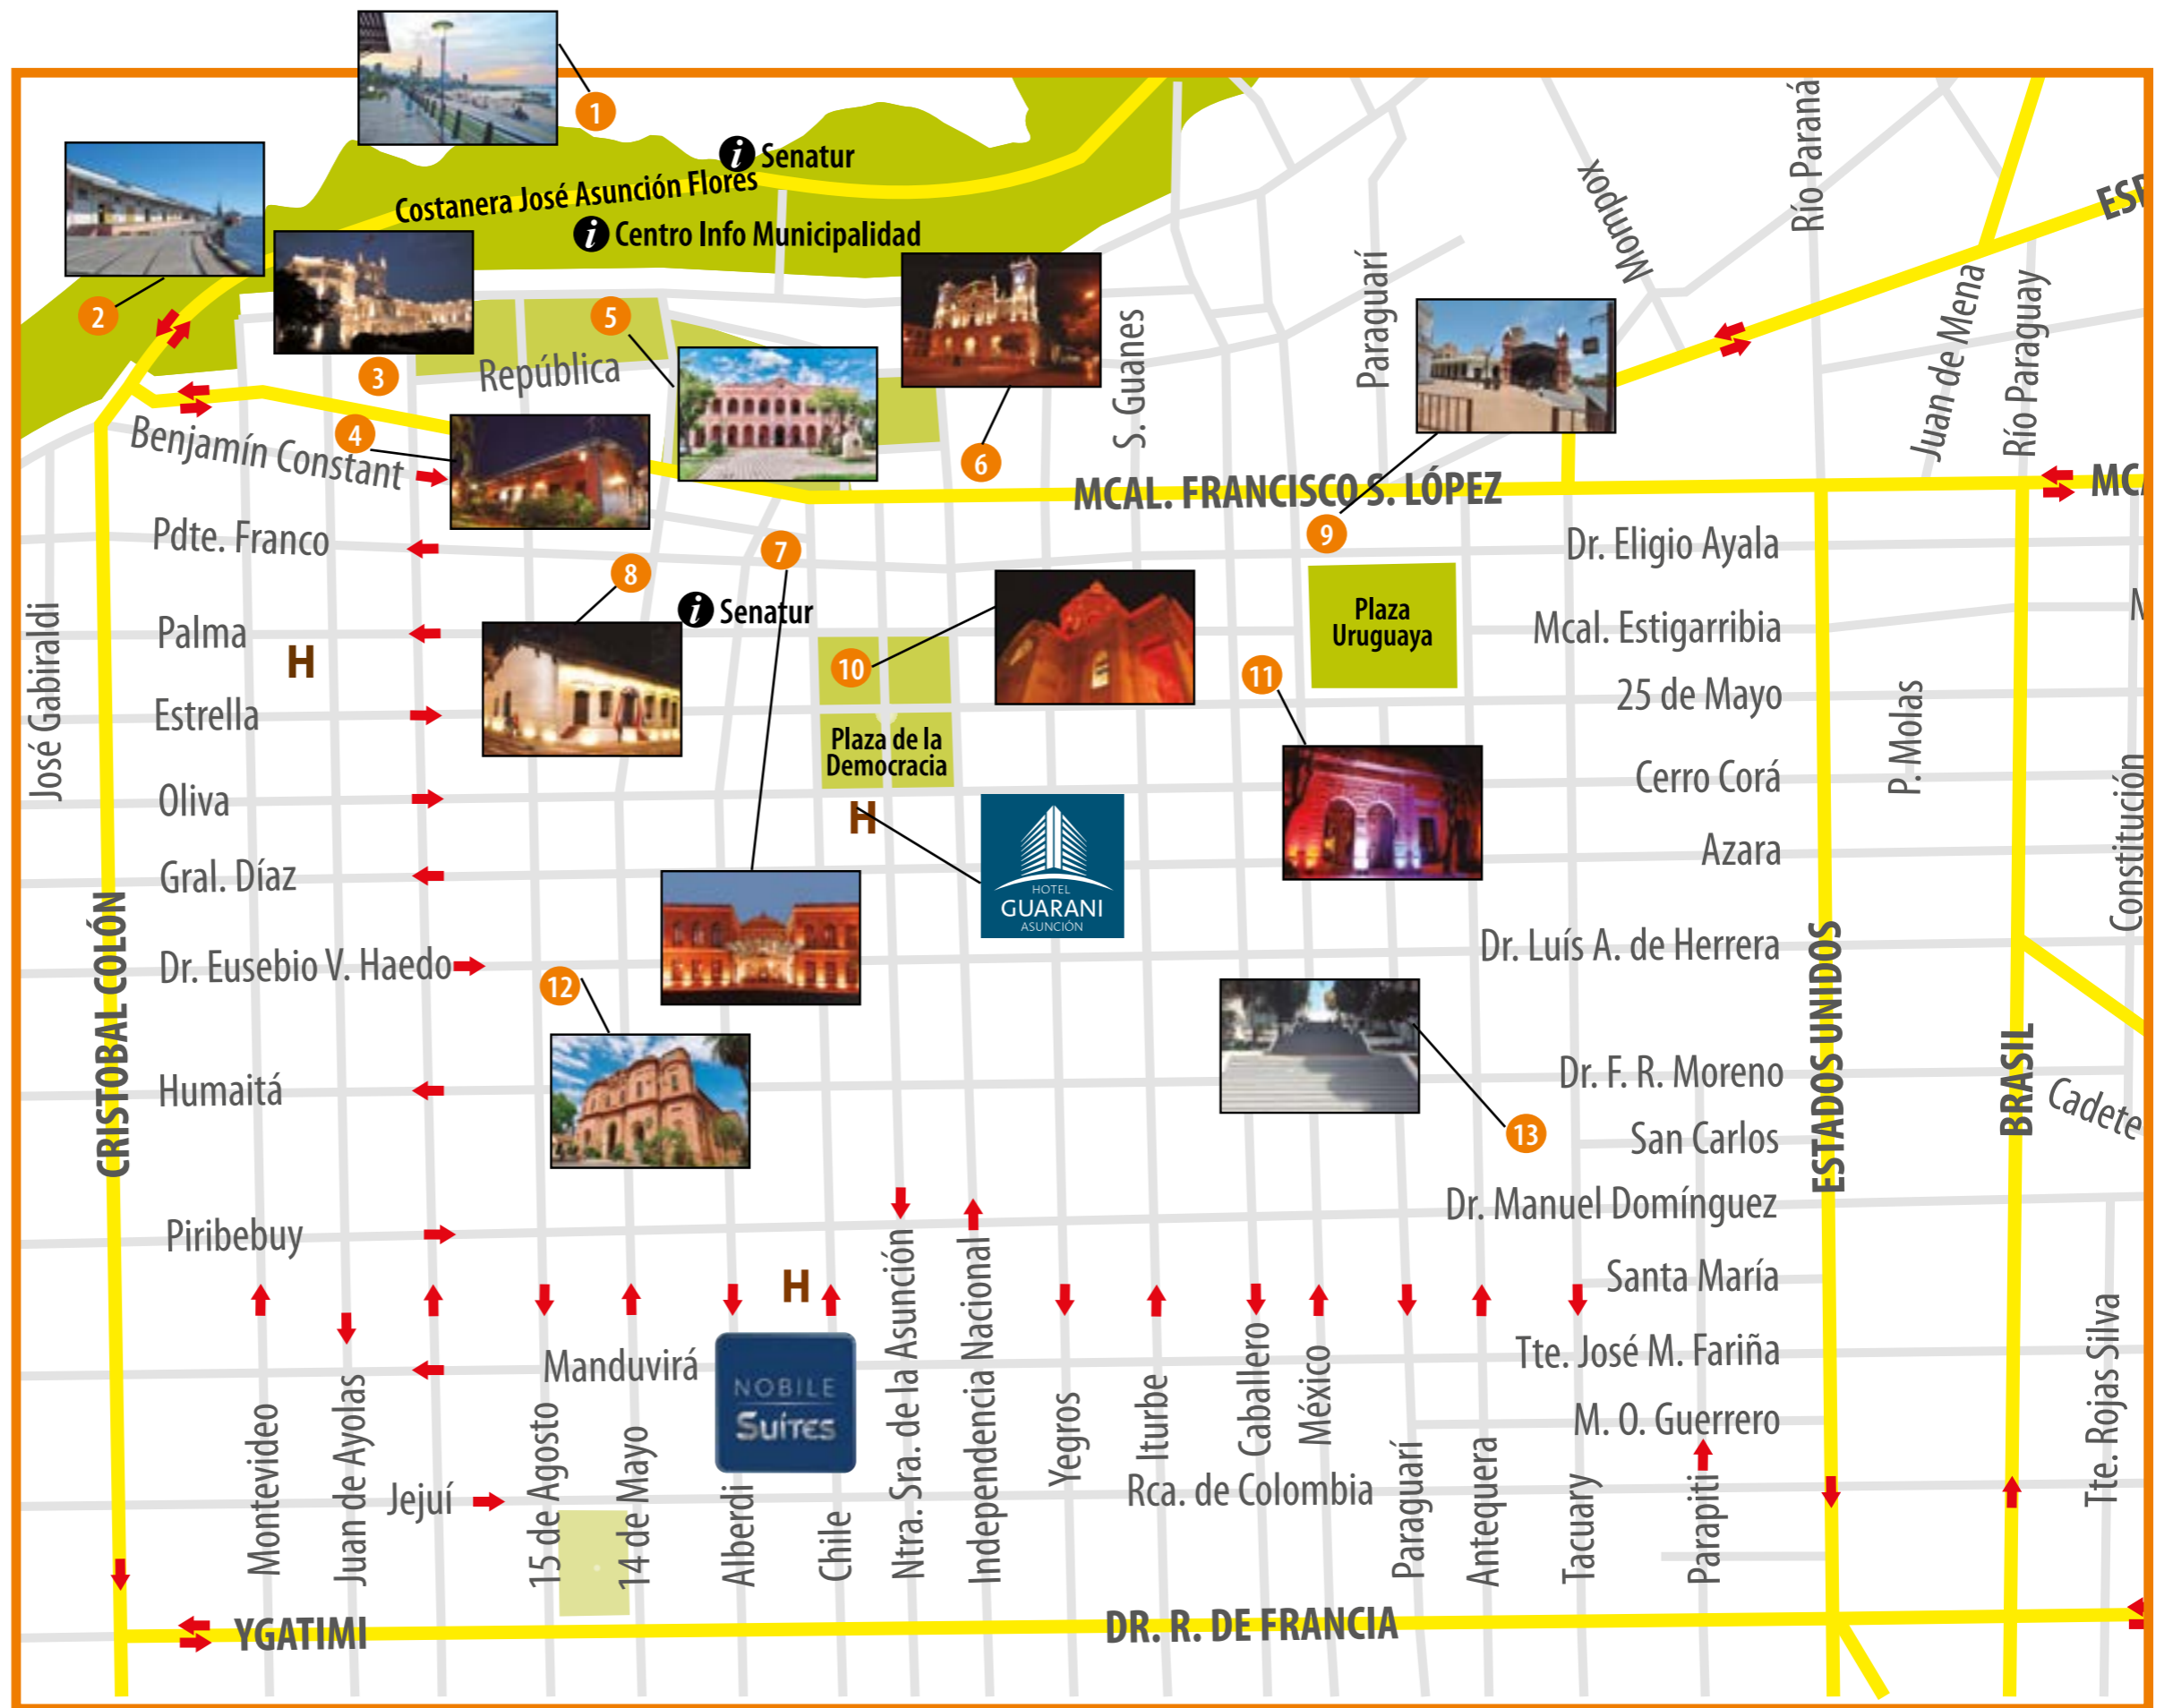 1
Senatur
Costanera José Asunción Flores
Centro Info Municipalidad
2
3
República
5
6
4
Benjamín Constant
S. Guanes
Paraguarí
Mompox
Río Paraná
Juan de Mena
Río Paraguay
ESP
MCAL. FRANCISCO S. LÓPEZ
MCA
Pdte. Franco
7
9
Dr. Eligio Ayala
8
Senatur
Palma
H
José Gabiraldi
10
11
Plaza
Uruguaya
Mcal. Estigarribia
M
Estrella
Plaza de la
Democracia
25 de Mayo
P. Molas
Oliva
H
Cerro Corá
Constitución
Gral. Díaz
HOTEL
GUARANI
ASUNCIÓN
Azara
CRISTOBAL COLÓN
Dr. Eusebio V. Haedo
12
Dr. Luís A. de Herrera
ESTADOS UNIDOS
BRASIL
Humaitá
13
Dr. F. R. Moreno
Cadete
San Carlos
Piribebuy
Dr. Manuel Domínguez
H
Santa María
Manduvirá
NOBILE
Suítes
Tte. José M. Fariña
M. O. Guerrero
Jejuí
Rca. de Colombia
Montevideo
Juan de Ayolas
15 de Agosto
14 de Mayo
Alberdi
Chile
Ntra. Sra. de la Asunción
Independencia Nacional
Yegros
Iturbe
Caballero
México
Paraguarí
Antequera
Tacuary
Parapiti
Tte. Rojas Silva
YGATIMI
DR. R. DE FRANCIA